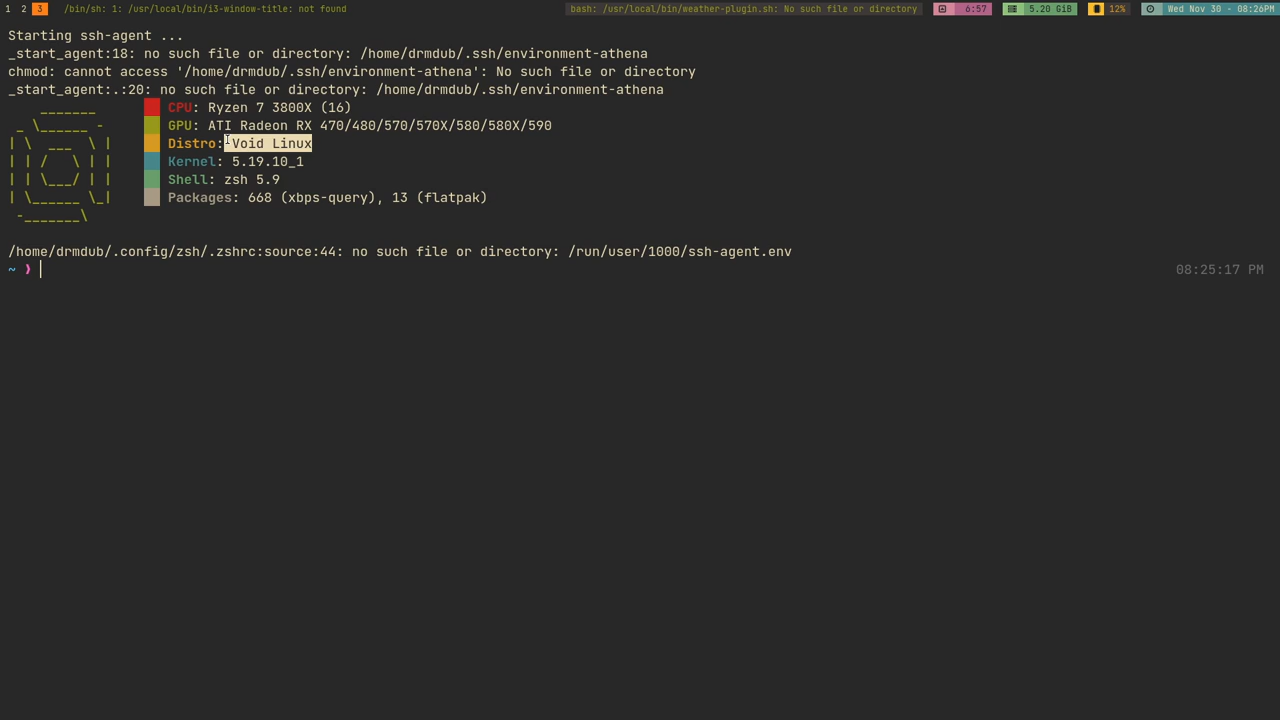 1 2 3 /bin/sh: 1: /usr/local/bin/i3-window-title: not found bash: /usr/local/bin/weather-plugin.sh: No such file or directory 6:57 5.20 GiB 12% Wed Nov 30 - 08:26PM
Starting ssh-agent ...
_start_agent:18: no such file or directory: /home/drmdub/.ssh/environment-athena
chmod: cannot access '/home/drmdub/.ssh/environment-athena': No such file or directory
_start_agent:.:20: no such file or directory: /home/drmdub/.ssh/environment-athena
CPU: Ryzen 7 3800X (16)
GPU: ATI Radeon RX 470/480/570/570X/580/580X/590
Distro: Void Linux
Kernel: 5.19.10_1
Shell: zsh 5.9
Packages: 668 (xbps-query), 13 (flatpak)
/home/drmdub/.config/zsh/.zshrc:source:44: no such file or directory: /run/user/1000/ssh-agent.env
~ ❯ 08:25:17 PM